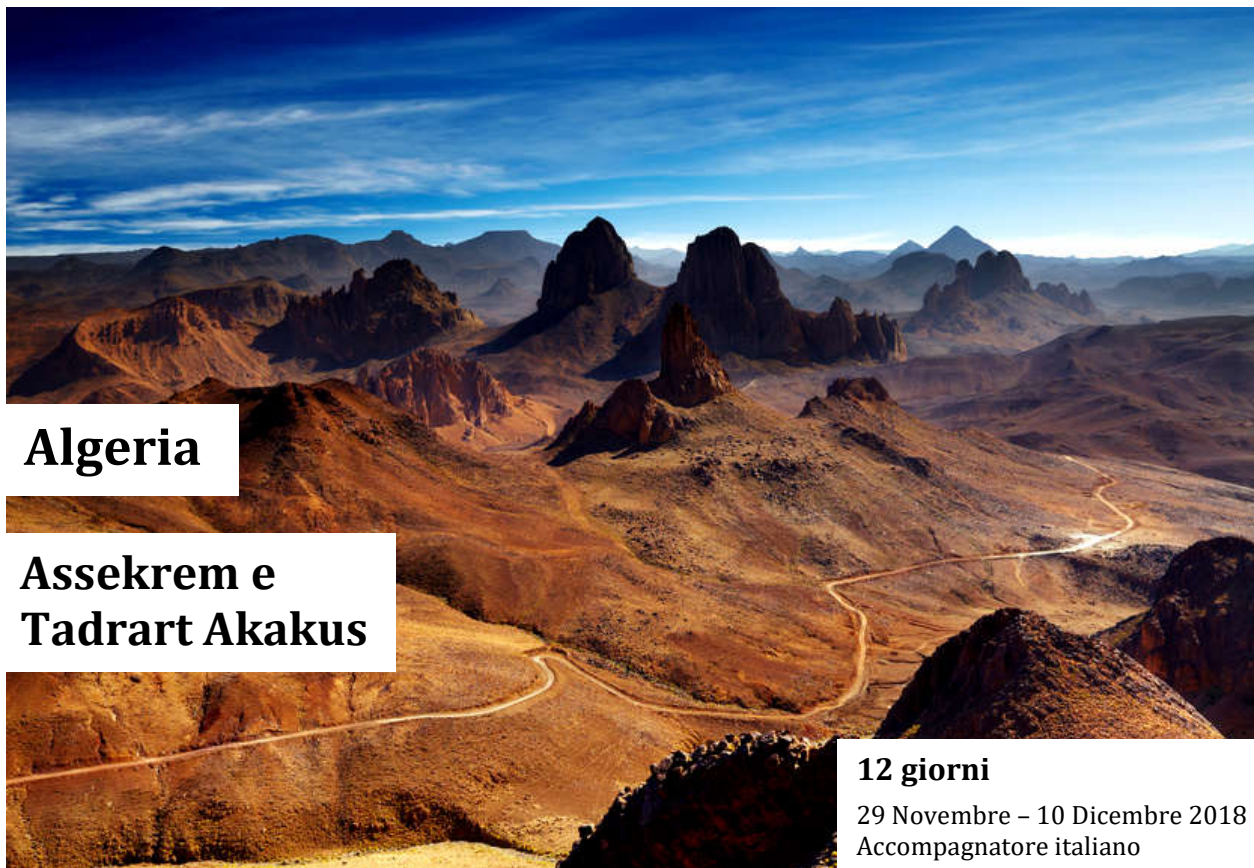 Algeria
Assekrem e
Tadrart Akakus
12 giorni
29 Novembre – 10 Dicembre 2018
Accompagnatore italiano